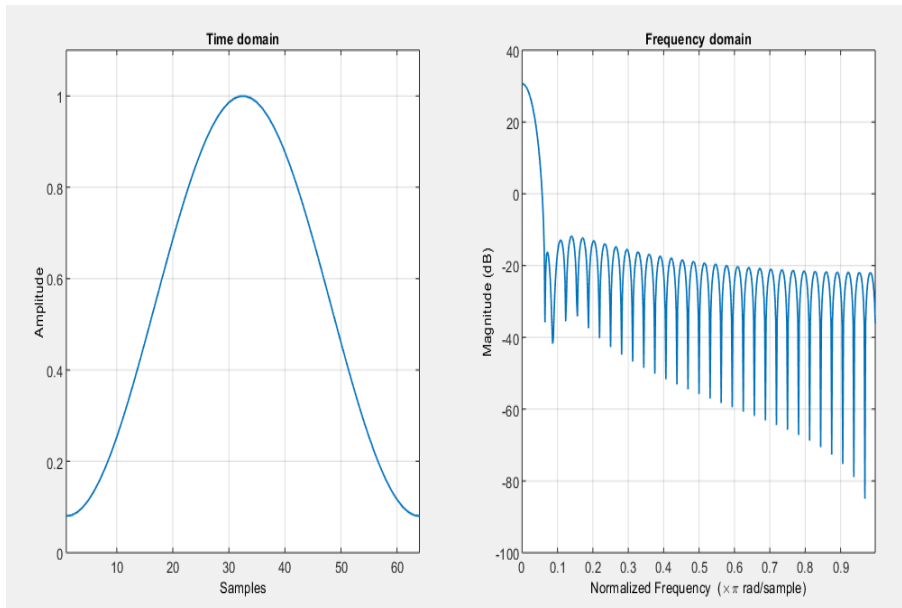 Time domain
1
0.8
0.6
0.4
0.2
0
Amplitude
10 20 30 40 50 60
Samples
Frequency domain
40
20
0
-20
-40
-60
-80
-100
Magnitude (dB)
0 0.1 0.2 0.3 0.4 0.5 0.6 0.7 0.8 0.9
Normalized Frequency (×π rad/sample)